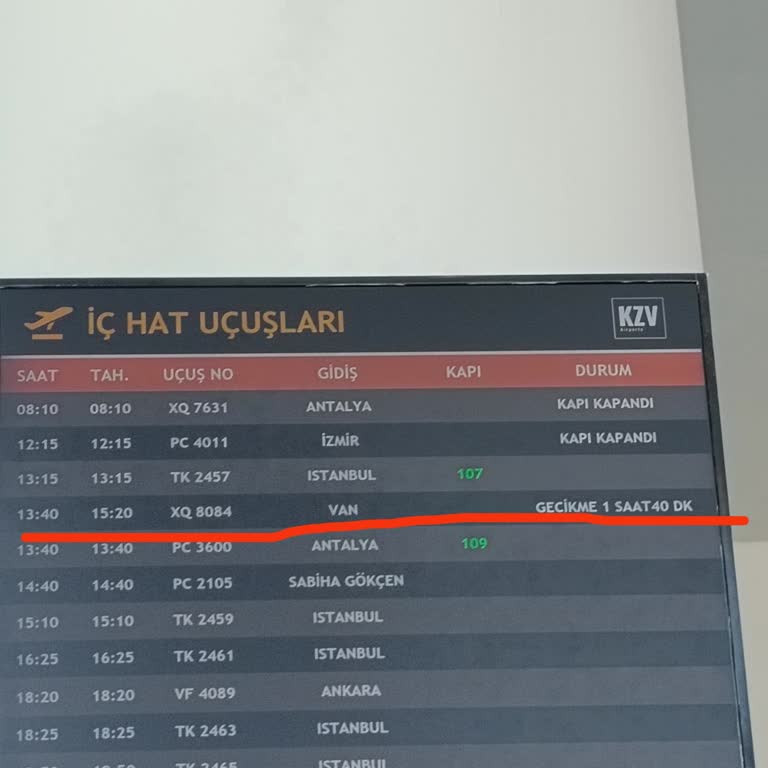 İÇ HAT UÇUŞLARI KZV
Airports
SAAT TAH. UÇUŞ NO GİDİŞ KAPI DURUM
08:10 08:10 XQ 7631 ANTALYA KAPI KAPANDI
12:15 12:15 PC 4011 İZMİR KAPI KAPANDI
13:15 13:15 TK 2457 ISTANBUL 107
13:40 15:20 XQ 8084 VAN GECİKME 1 SAAT40 DK
13:40 13:40 PC 3600 ANTALYA 109
14:40 14:40 PC 2105 SABİHA GÖKÇEN
15:10 15:10 TK 2459 ISTANBUL
16:25 16:25 TK 2461 ISTANBUL
18:20 18:20 VF 4089 ANKARA
18:25 18:25 TK 2463 ISTANBUL
TK 2465 ISTANBUL